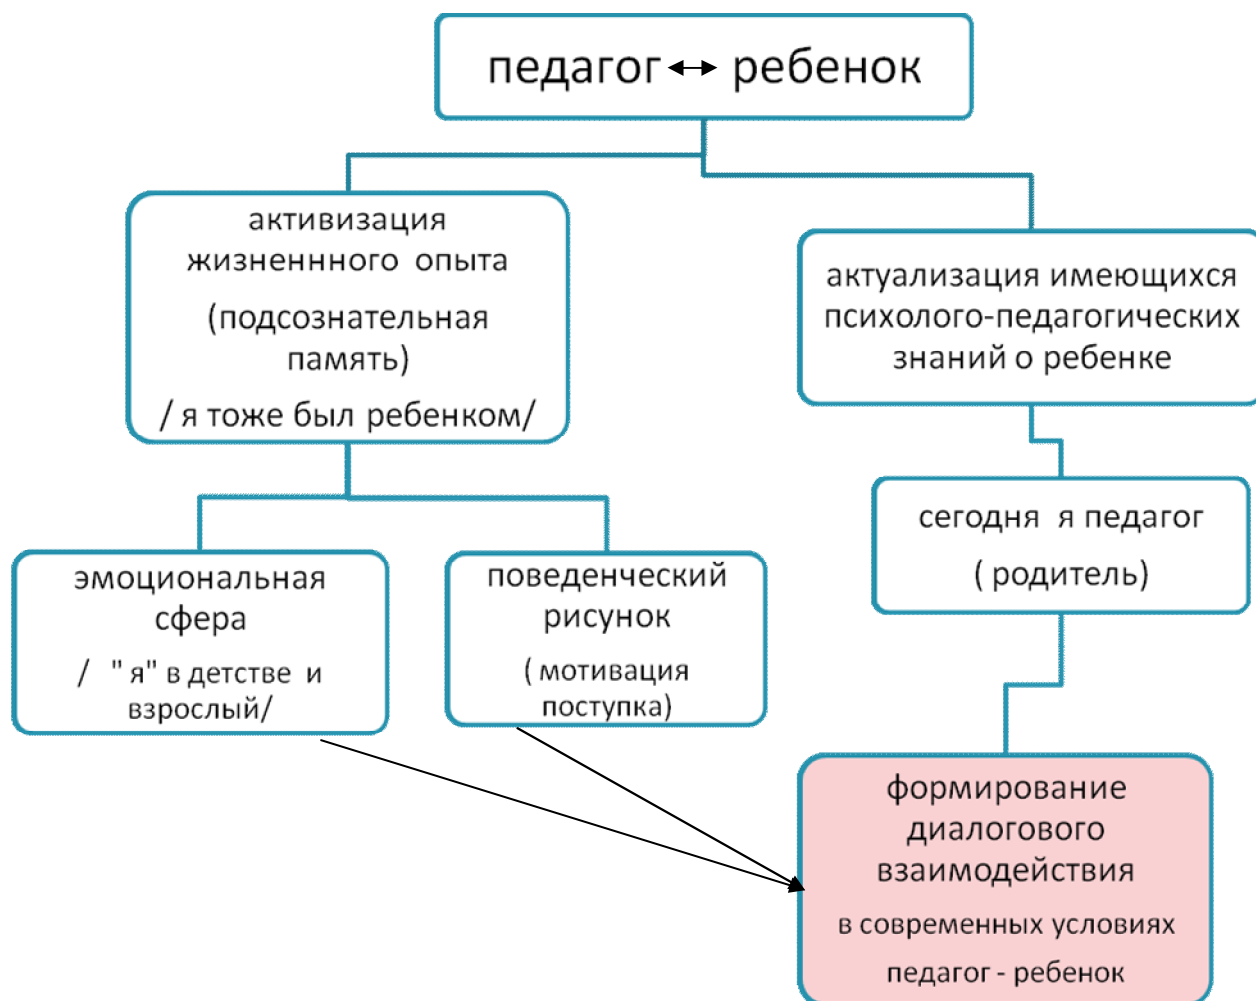 педагог ↔ ребенок
активизация
жизненнного опыта
(подсознательная
память)
/ я тоже был ребенком/
актуализация имеющихся
психолого-педагогических
знаний о ребенке
сегодня я педагог
( родитель)
эмоциональная
сфера
/ " я" в детстве и
взрослый/
поведенческий
рисунок
( мотивация
поступка)
формирование
диалогового
взаимодействия
в современных условиях
педагог - ребенок